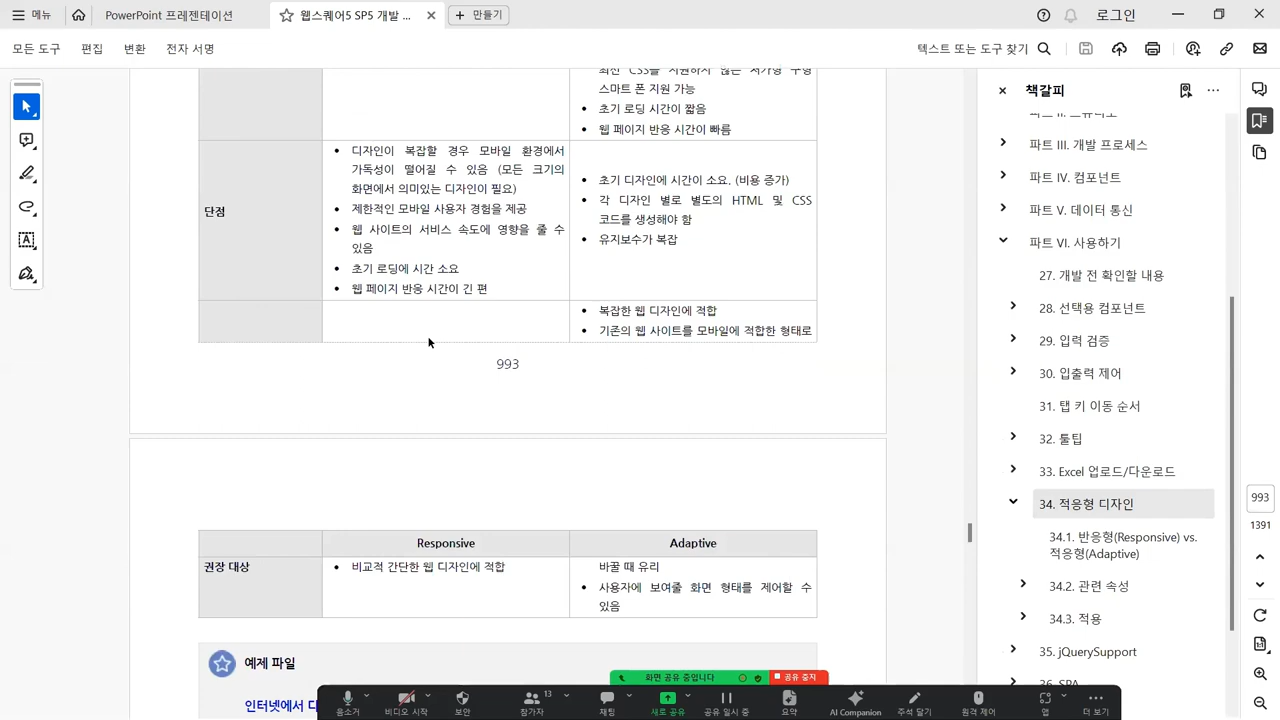 메뉴
PowerPoint 프레젠테이션
웹스퀘어5 SP5 개발 ...
만들기
로그인
모든 도구
편집
변환
전자 서명
텍스트 또는 도구 찾기
최신 CSS를 지원하지 않은 저가형 구형
스마트 폰 지원 가능
초기 로딩 시간이 짧음
웹 페이지 반응 시간이 빠름
단점
디자인이 복잡할 경우 모바일 환경에서
가독성이 떨어질 수 있음 (모든 크기의
화면에서 의미있는 디자인이 필요)
제한적인 모바일 사용자 경험을 제공
웹 사이트의 서비스 속도에 영향을 줄 수
있음
초기 로딩에 시간 소요
웹 페이지 반응 시간이 긴 편
초기 디자인에 시간이 소요. (비용 증가)
각 디자인 별로 별도의 HTML 및 CSS
코드를 생성해야 함
유지보수가 복잡
복잡한 웹 디자인에 적합
기존의 웹 사이트를 모바일에 적합한 형태로
993
Responsive
Adaptive
권장 대상
비교적 간단한 웹 디자인에 적합
바꿀 때 유리
사용자에 보여줄 화면 형태를 제어할 수
있음
예제 파일
인터넷에서 다
책갈피
파트 III. 개발 프로세스
파트 IV. 컴포넌트
파트 V. 데이터 통신
파트 VI. 사용하기
27. 개발 전 확인할 내용
28. 선택용 컴포넌트
29. 입력 검증
30. 입출력 제어
31. 탭 키 이동 순서
32. 툴팁
33. Excel 업로드/다운로드
34. 적응형 디자인
34.1. 반응형(Responsive) vs.
적응형(Adaptive)
34.2. 관련 속성
34.3. 적용
35. jQuerySupport
36. SPA
993
1391
화면 공유 중입니다
공유 중지
음소거
비디오 시작
보안
참가자
13
채팅
새로 공유
공유 일시 중
요약
AI Companion
주석 달기
원격 제어
앱
더 보기